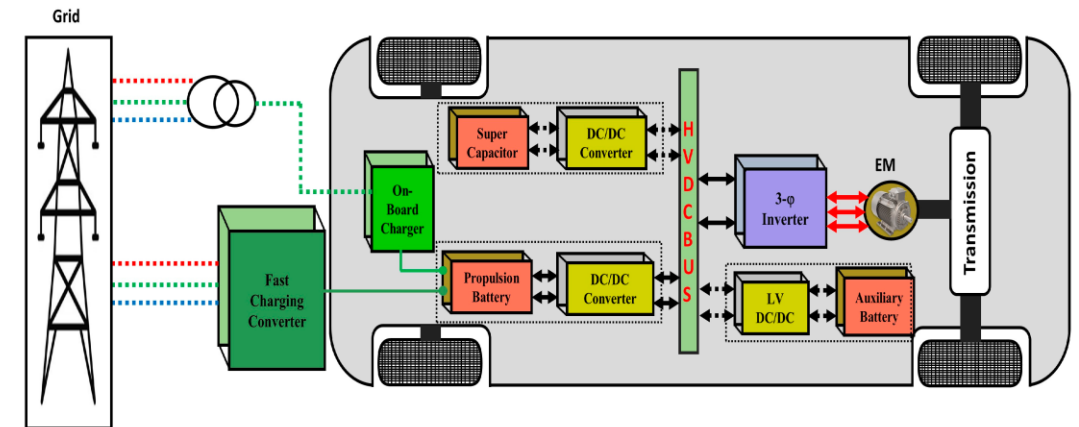 Grid
Super
Capacitor
DC/DC
Converter
H
V
D
C
B
U
S
On-
Board
Charger
3-φ
Inverter
EM
Transmission
Fast
Charging
Converter
Propulsion
Battery
DC/DC
Converter
LV
DC/DC
Auxiliary
Battery